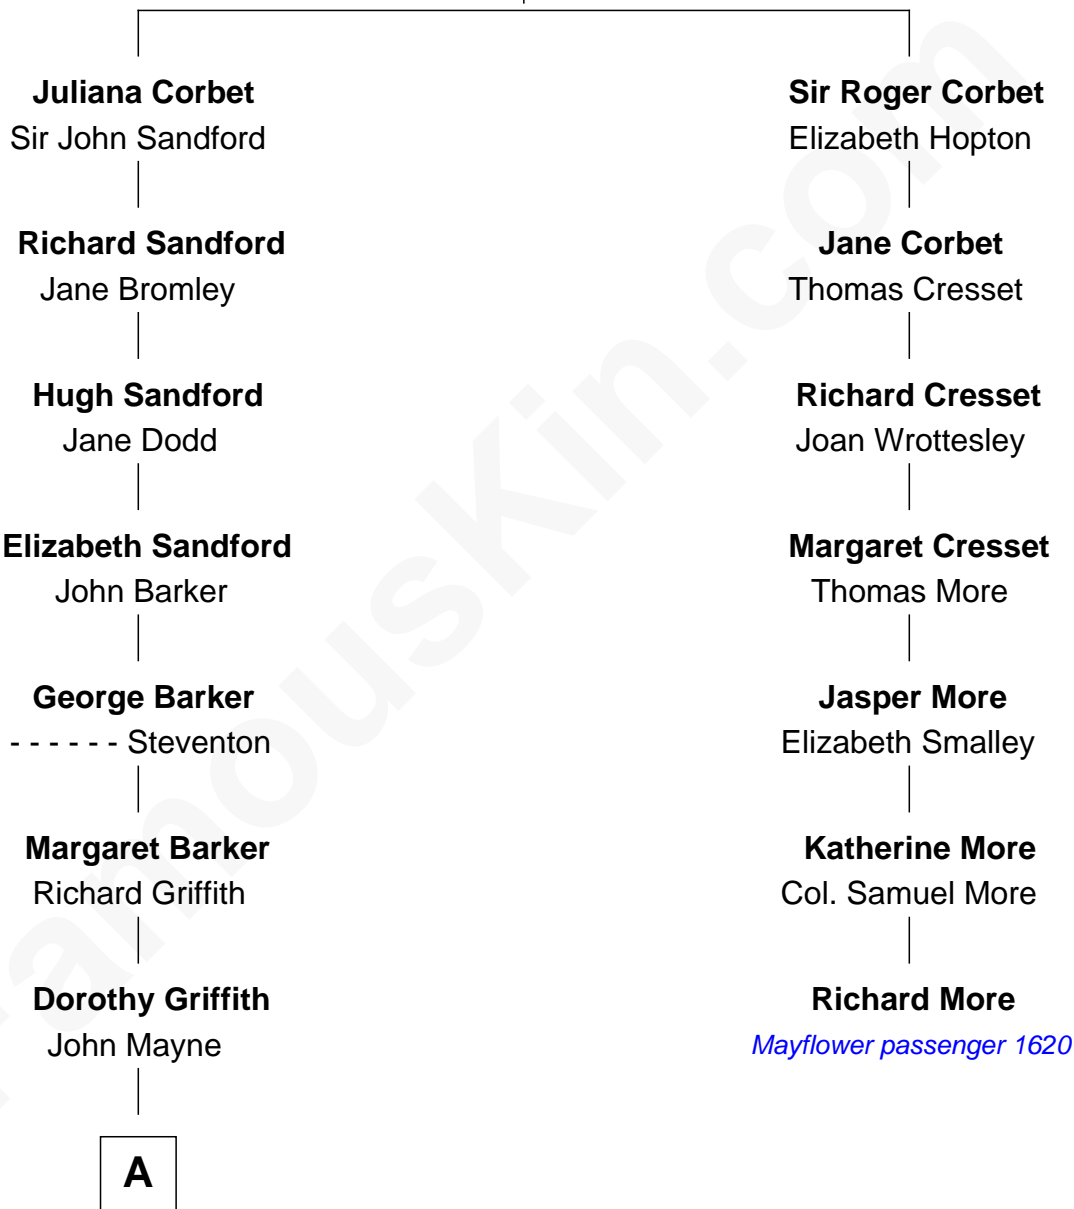 Juliana Corbet
Sir John Sandford
Richard Sandford
Jane Bromley
Hugh Sandford
Jane Dodd
Elizabeth Sandford
John Barker
George Barker
- - - - - - Steventon
Margaret Barker
Richard Griffith
Dorothy Griffith
John Mayne
A
Sir Roger Corbet
Elizabeth Hopton
Jane Corbet
Thomas Cresset
Richard Cresset
Joan Wrottesley
Margaret Cresset
Thomas More
Jasper More
Elizabeth Smalley
Katherine More
Col. Samuel More
Richard More
Mayflower passenger 1620
FamousKin.com